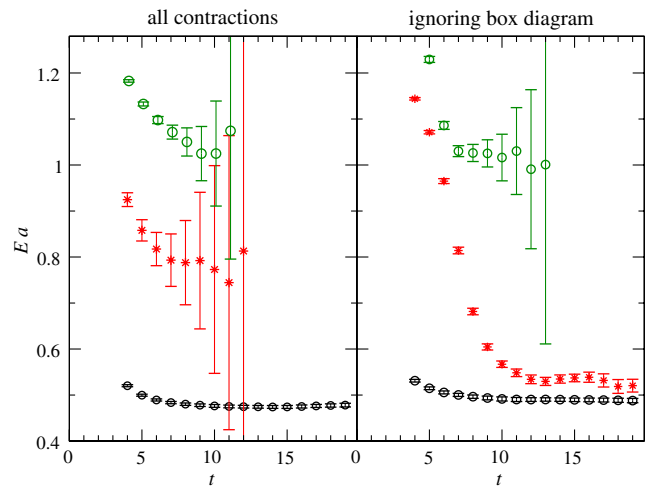 all contractions
ignoring box diagram
1.2
1
0.8
0.6
0.4
E a
0 5 10 15
0 5 10 15
t
t